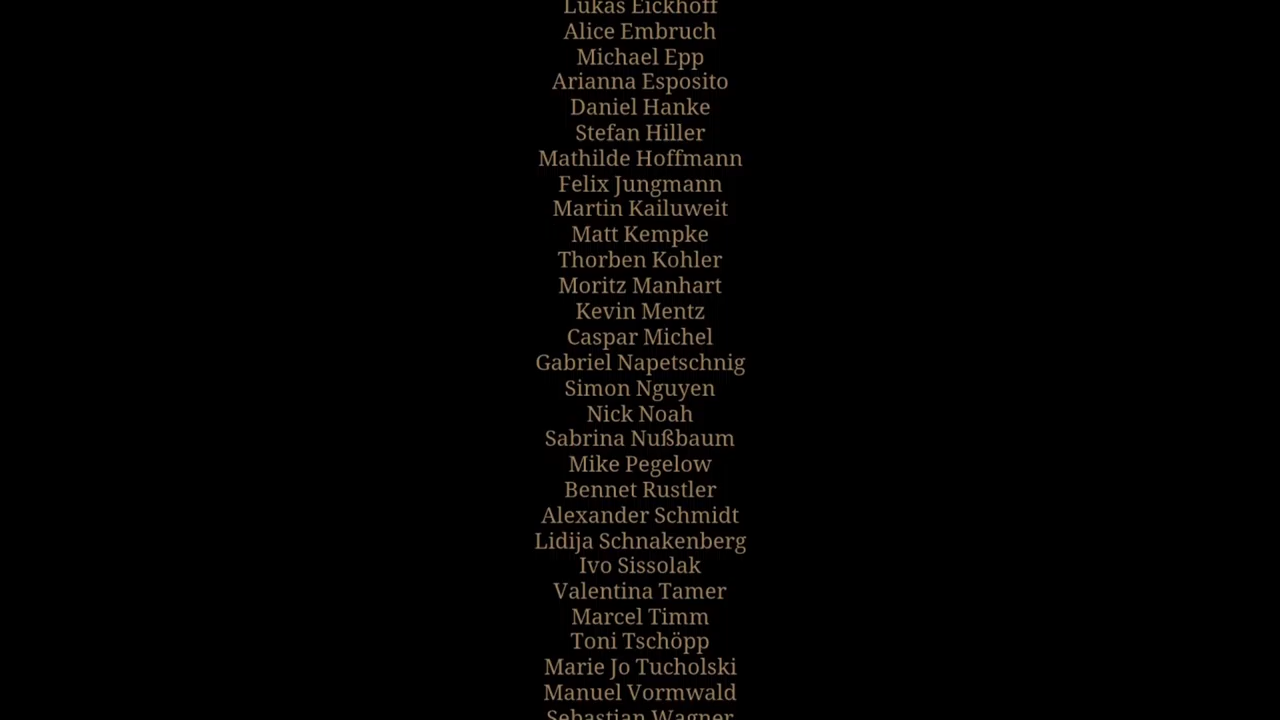 Lukas Eickhoff
Alice Embruch
Michael Epp
Arianna Esposito
Daniel Hanke
Stefan Hiller
Mathilde Hoffmann
Felix Jungmann
Martin Kailuweit
Matt Kempke
Thorben Kohler
Moritz Manhart
Kevin Mentz
Caspar Michel
Gabriel Napetschnig
Simon Nguyen
Nick Noah
Sabrina Nußbaum
Mike Pegelow
Bennet Rustler
Alexander Schmidt
Lidija Schnakenberg
Ivo Sissolak
Valentina Tamer
Marcel Timm
Toni Tschöpp
Marie Jo Tucholski
Manuel Vormwald
Sebastian Wagner